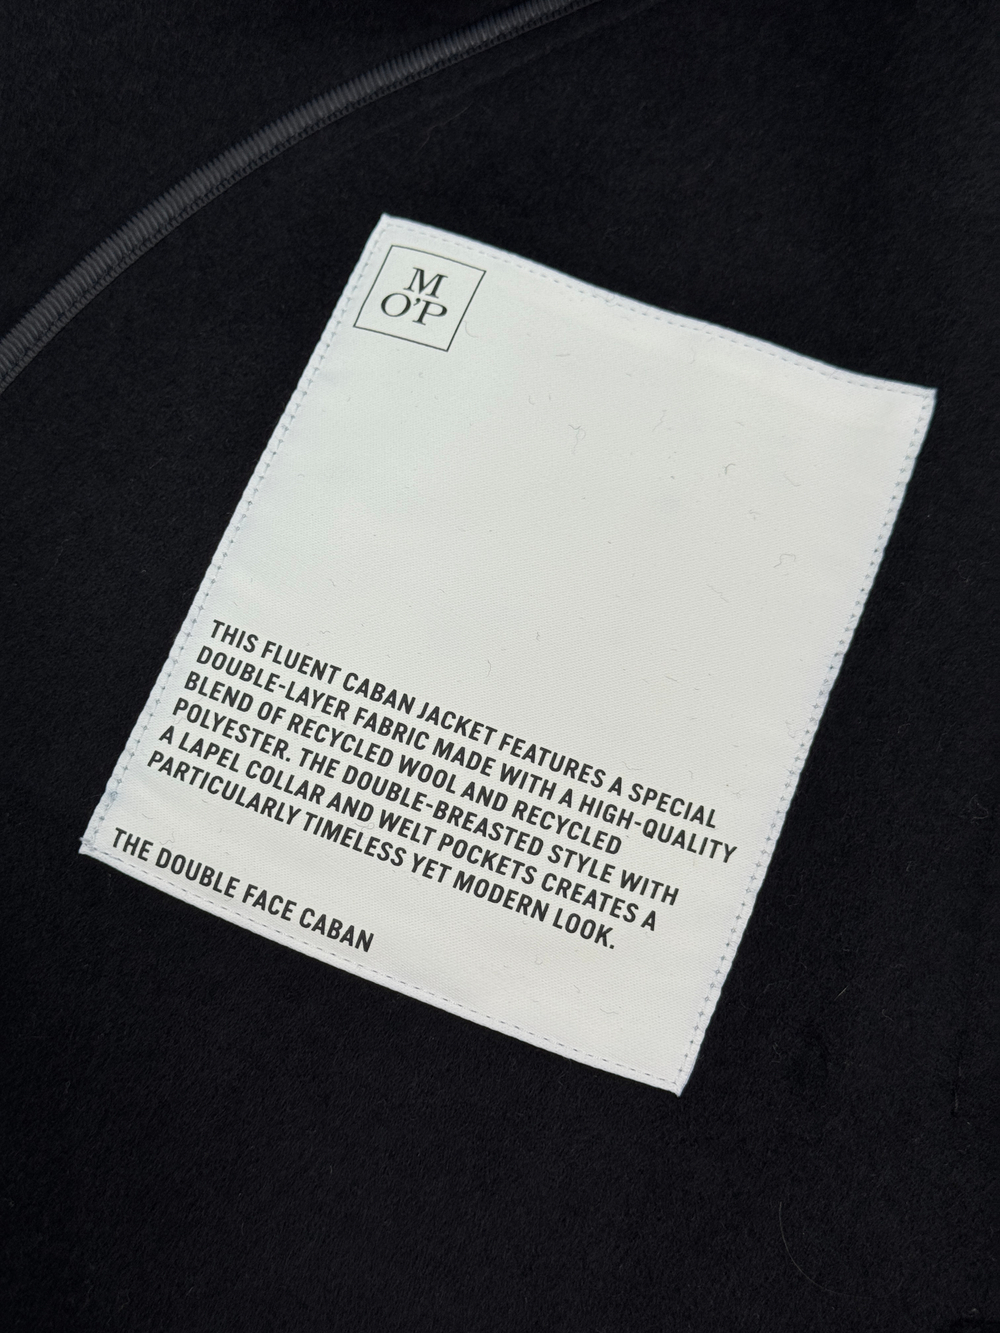 M
O'P
THIS FLUENT CABAN JACKET FEATURES A SPECIAL
DOUBLE-LAYER FABRIC MADE WITH A HIGH-QUALITY
BLEND OF RECYCLED WOOL AND RECYCLED
POLYESTER. THE DOUBLE-BREASTED STYLE WITH
A LAPEL COLLAR AND WELT POCKETS CREATES A
PARTICULARLY TIMELESS YET MODERN LOOK.
THE DOUBLE FACE CABAN